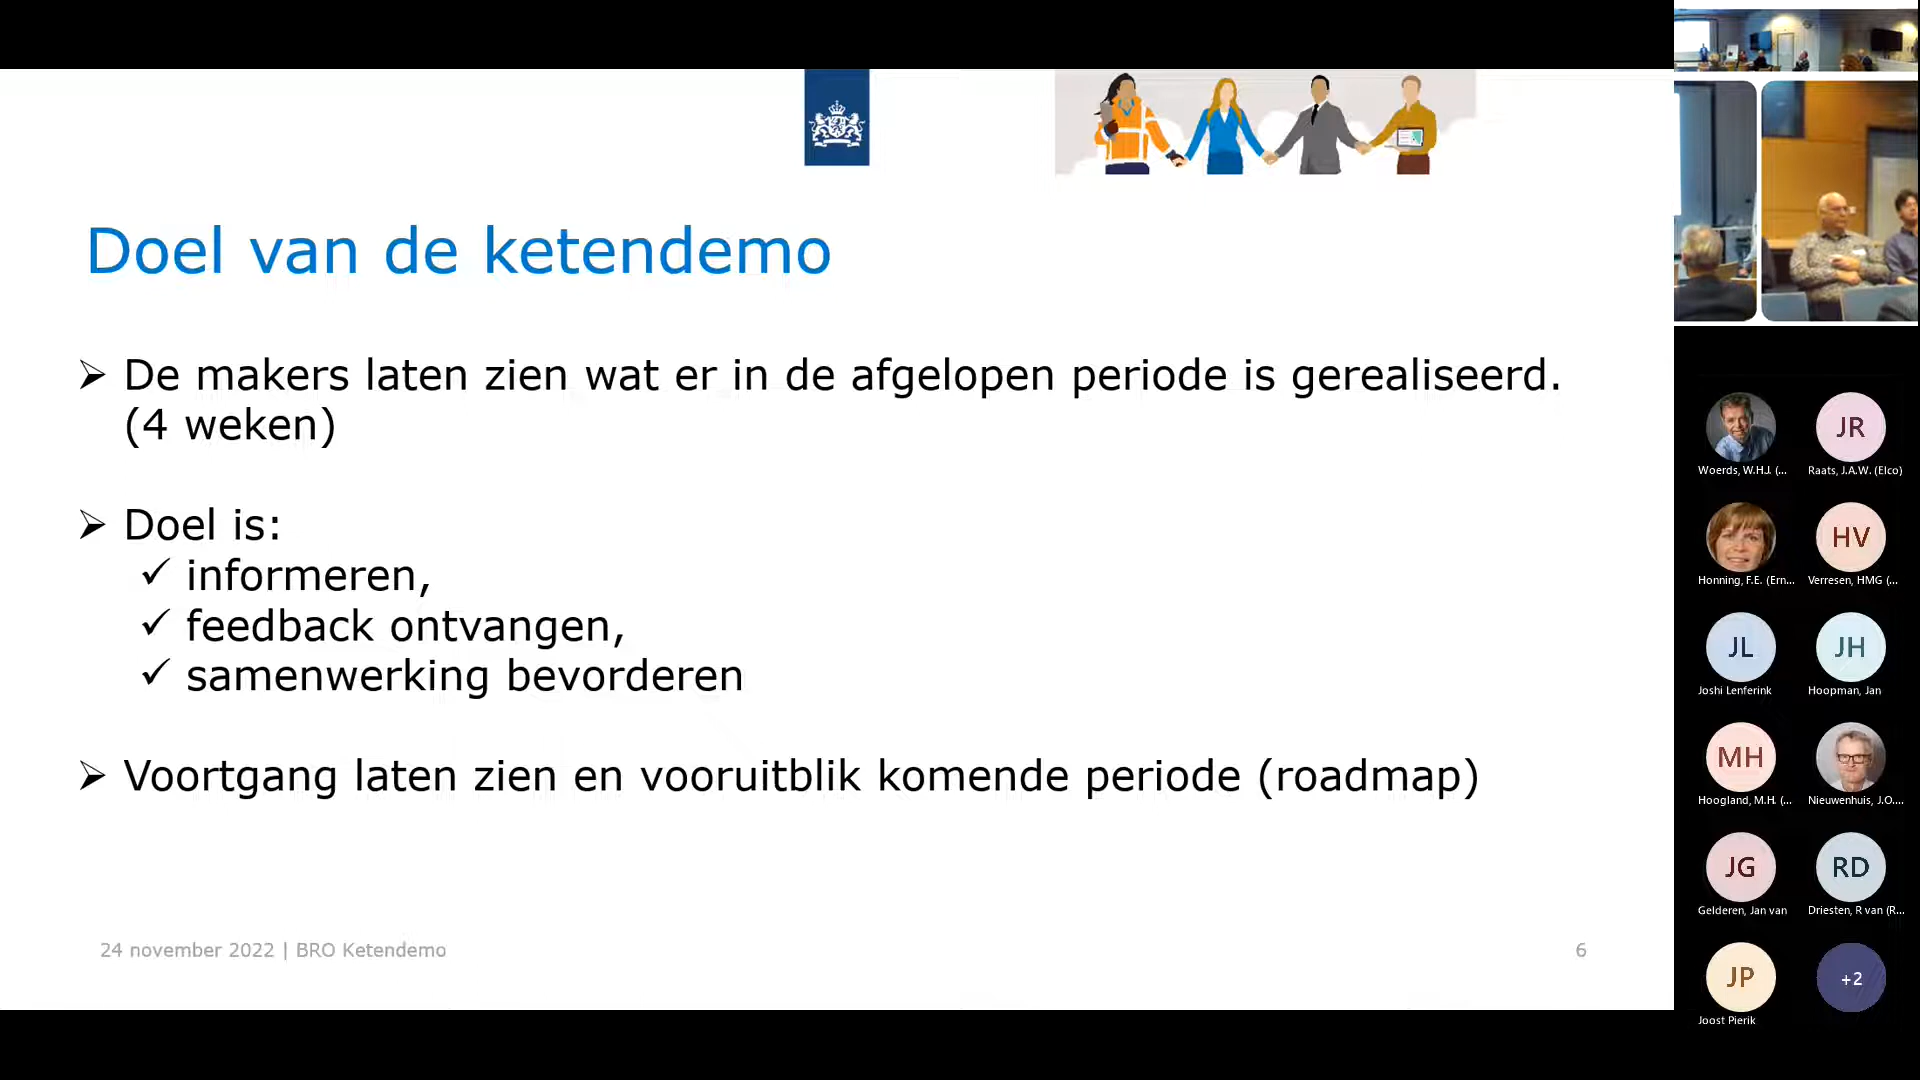 Doel van de ketendemo
De makers laten zien wat er in de afgelopen periode is gerealiseerd.
(4 weken)
Doel is:
informeren,
feedback ontvangen,
samenwerking bevorderen
Voortgang laten zien en vooruitblik komende periode (roadmap)
24 november 2022 | BRO Ketendemo
6
JR
Woerds, W.H.J. (...
Raats, J.A.W. (Elco)
HV
Honning, F.E. (Ern...
Verresen, HMG (...
JL
JH
Joshi Lenferink
Hoopman, Jan
MH
Hoogland, M.H. (...
Nieuwenhuis, J.O....
JG
RD
Gelderen, Jan van
Driesten, R van (R...
JP
+2
Joost Pierik